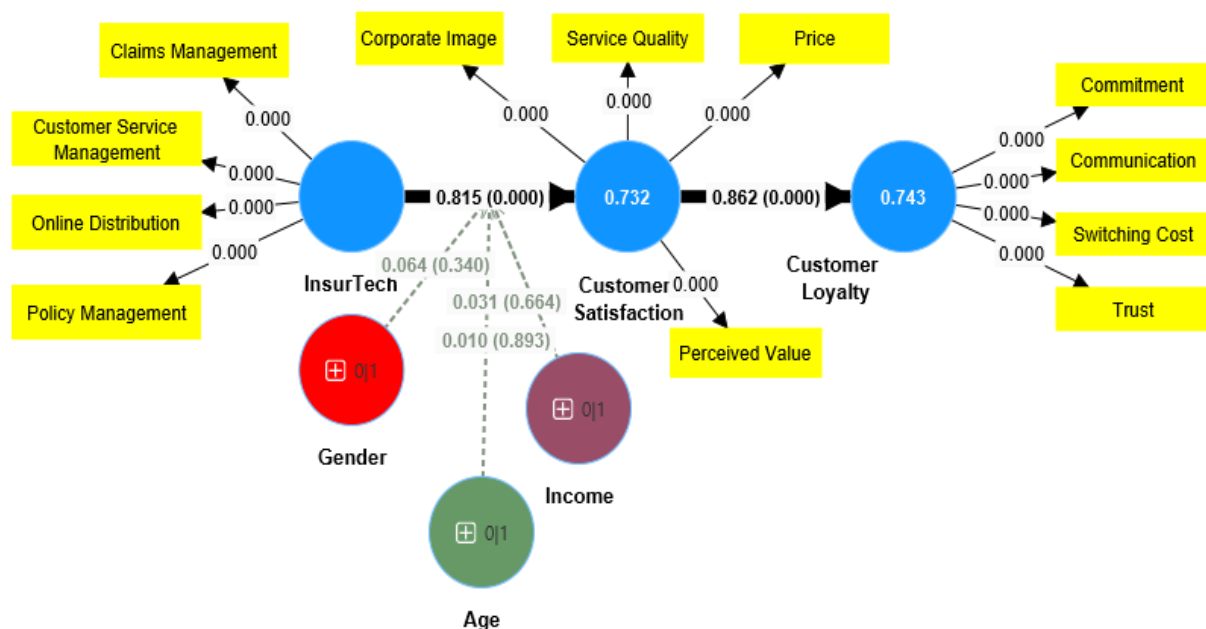 Claims Management
Corporate Image
Service Quality
Price
Commitment
0.000
0.000
0.000
0.000
0.000
Customer Service
Management
0.000
Communication
0.000
Online Distribution
0.000
0.815 (0.000)
0.732
0.862 (0.000)
0.743
0.000
Switching Cost
0.000
0.000
Policy Management
InsurTech
0.064 (0.340)
Customer
Satisfaction
0.000
Customer
Loyalty
Trust
0.031 (0.664)
0.010 (0.893)
Perceived Value
0|1
Gender
0|1
Income
0|1
Age